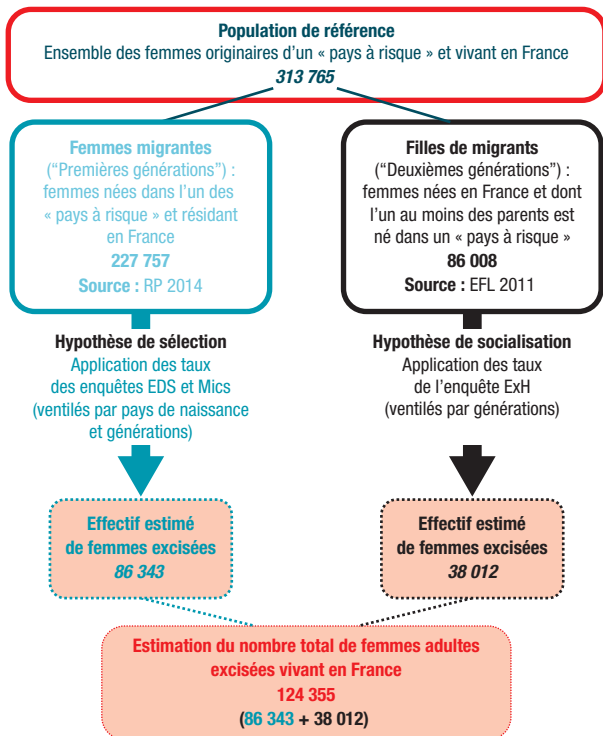 Population de référence
Ensemble des femmes originaires d'un « pays à risque » et vivant en France
313 765
Femmes migrantes
("Premières générations") :
femmes nées dans l'un des
« pays à risque » et résidant
en France
227 757
Source : RP 2014
Filles de migrants
("Deuxièmes générations") :
femmes nées en France et dont
l'un au moins des parents est
né dans un « pays à risque »
86 008
Source : EFL 2011
Hypothèse de sélection
Application des taux
des enquêtes EDS et Mics
(ventilés par pays de naissance
et générations)
Hypothèse de socialisation
Application des taux
de l'enquête ExH
(ventilés par générations)
Effectif estimé
de femmes excisées
86 343
Effectif estimé
de femmes excisées
38 012
Estimation du nombre total de femmes adultes
excisées vivant en France
124 355
(86 343 + 38 012)